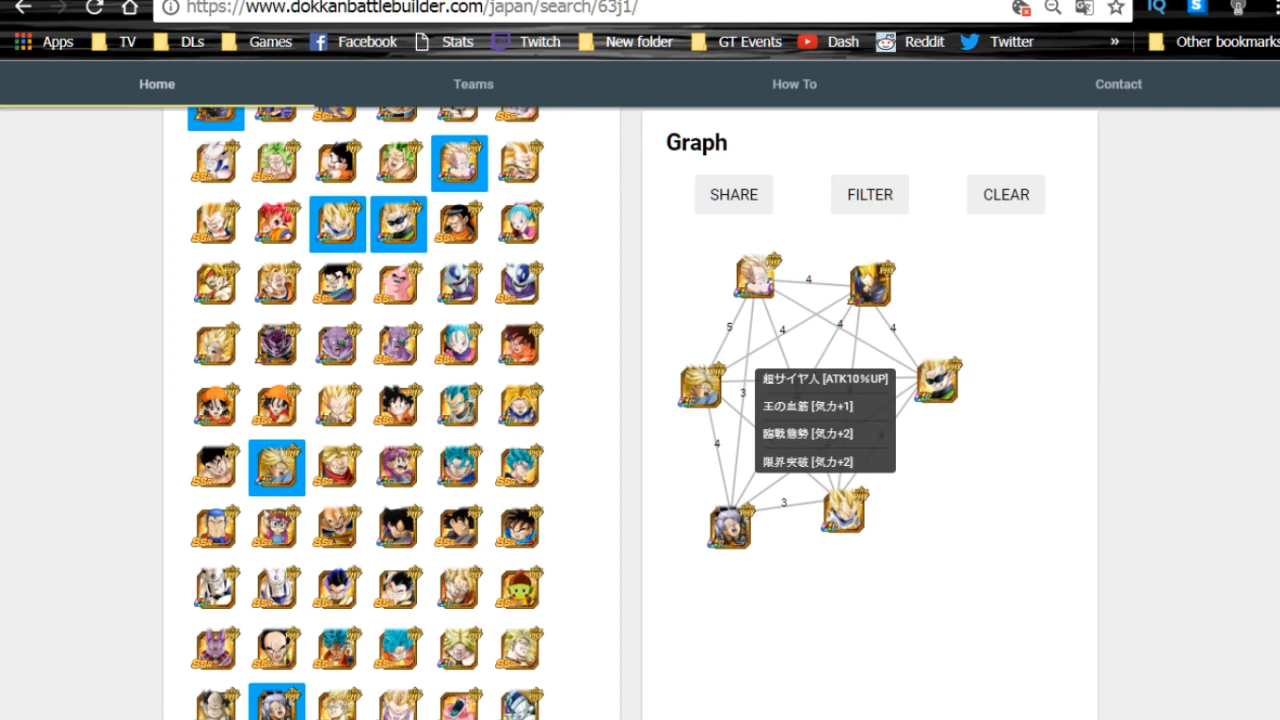 https://www.dokkanbattlebuilder.com/japan/search/63j1/
Apps TV DLs Games Facebook Stats Twitch New folder GT Events Dash Reddit Twitter » Other bookmarks
Home Teams How To Contact
Graph
SHARE FILTER CLEAR
4
5
4
4
4
3
4
3
超サイヤ人 [ATK10%UP]
王の血筋 [気力+1]
臨戦態勢 [気力+2]
限界突破 [気力+2]